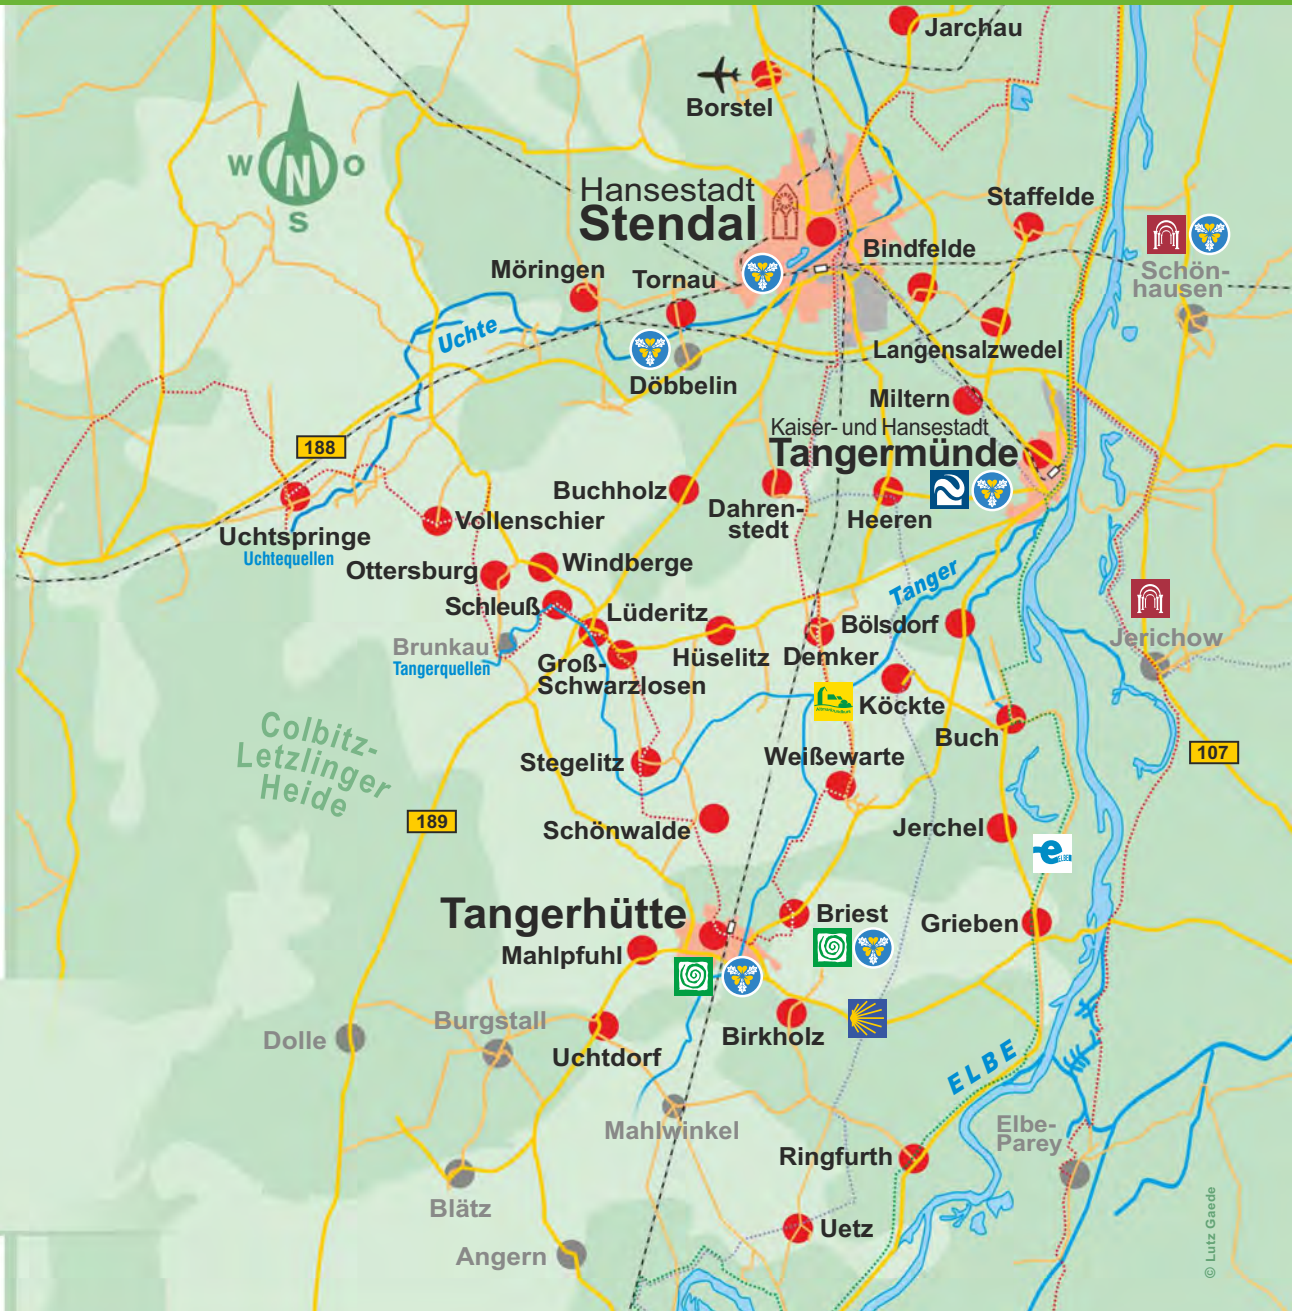 Jarchau
Borstel
W
O
N
S
Hansestadt
Stendal
Staffelde
Bindfelde
Schön-
hausen
Möringen
Tornau
Uchte
Langensalzwedel
Döbbelin
Miltern
Kaiser- und Hansestadt
Tangermünde
188
Buchholz
Dahren-
stedt
Heeren
Vollenschier
Uchtspringe
Uchtequellen
Windberge
Ottersburg
Tanger
Schleuß
Lüderitz
Bölsdorf
Jerichow
Brunkau
Tangerquellen
Groß-
Schwarzlosen
Hüselitz
Demker
Köckte
Buch
Colbitz-
Letzlinger
Heide
Stegelitz
Weißewarte
107
189
Schönwalde
Jerchel
e
ELBE
Tangerhütte
Briest
Grieben
Mahlpfuhl
Dolle
Burgstall
Uchtdorf
Birkholz
ELBE
Mahlwinkel
Elbe-
Parey
Ringfurth
Blätz
Uetz
Angern
© Lutz Gaede